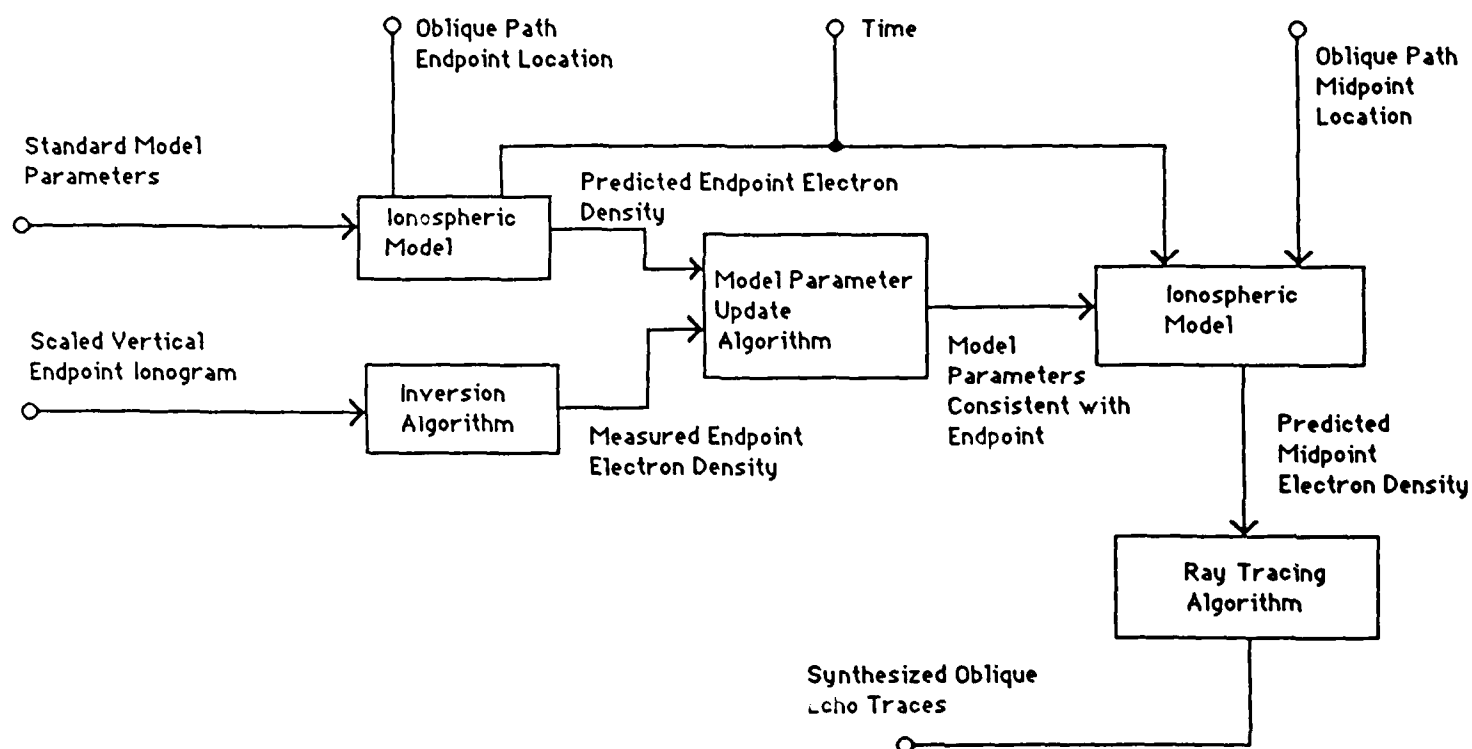 Oblique Path
Endpoint Location
Time
Oblique Path
Midpoint
Location
Standard Model
Parameters
Predicted Endpoint Electron
Density
Ionospheric
Model
Model Parameter
Update
Algorithm
Ionospheric
Model
Scaled Vertical
Endpoint Ionogram
Inversion
Algorithm
Measured Endpoint
Electron Density
Model
Parameters
Consistent with
Endpoint
Predicted
Midpoint
Electron Density
Ray Tracing
Algorithm
Synthesized Oblique
Echo Traces